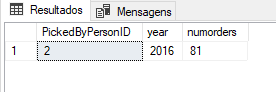 Resultados Mensagens
PickedByPersonID year numorders
1 2 2016 81